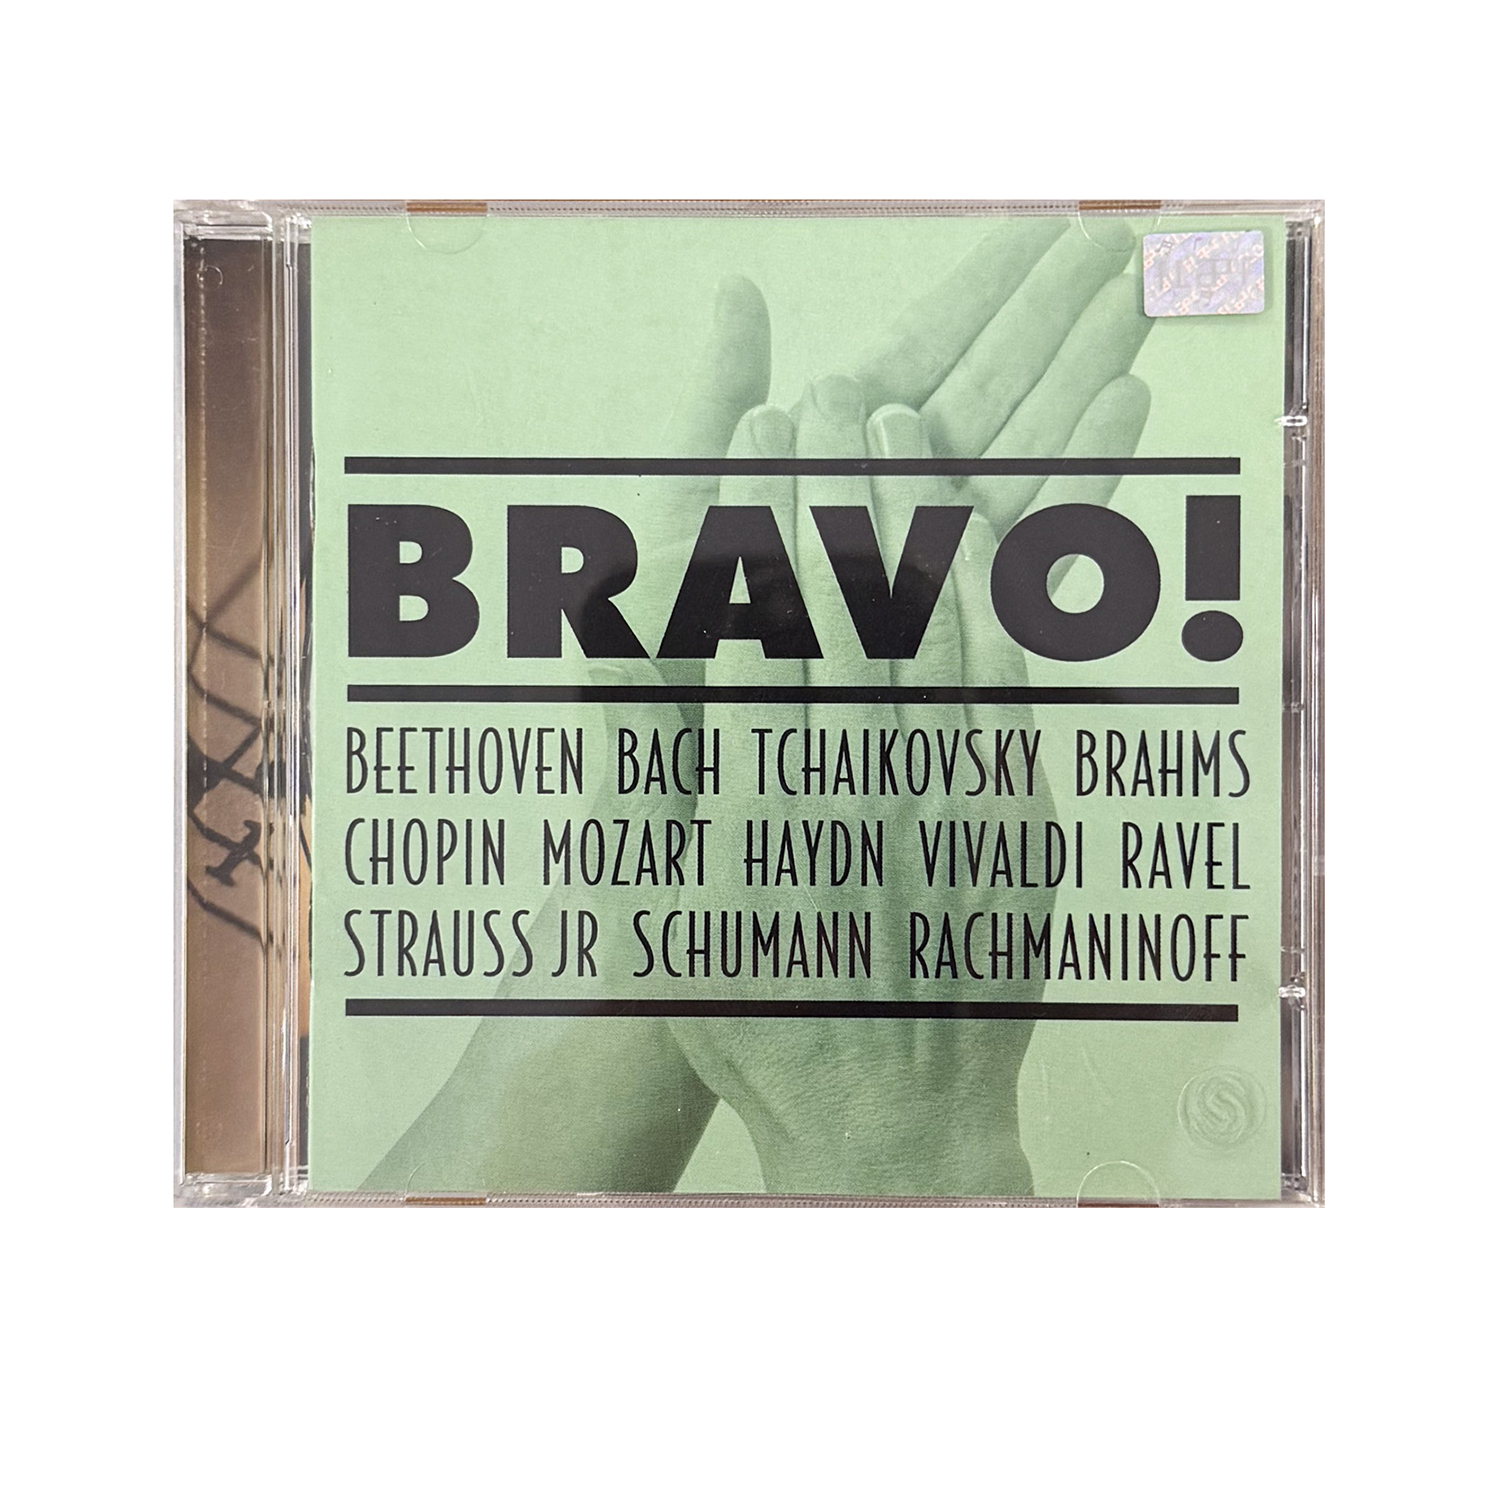 BRAVO!
BEETHOVEN BACH TCHAIKOVSKY BRAHMS
CHOPIN MOZART HAYDN VIVALDI RAVEL
STRAUSS JR SCHUMANN RACHMANINOFF